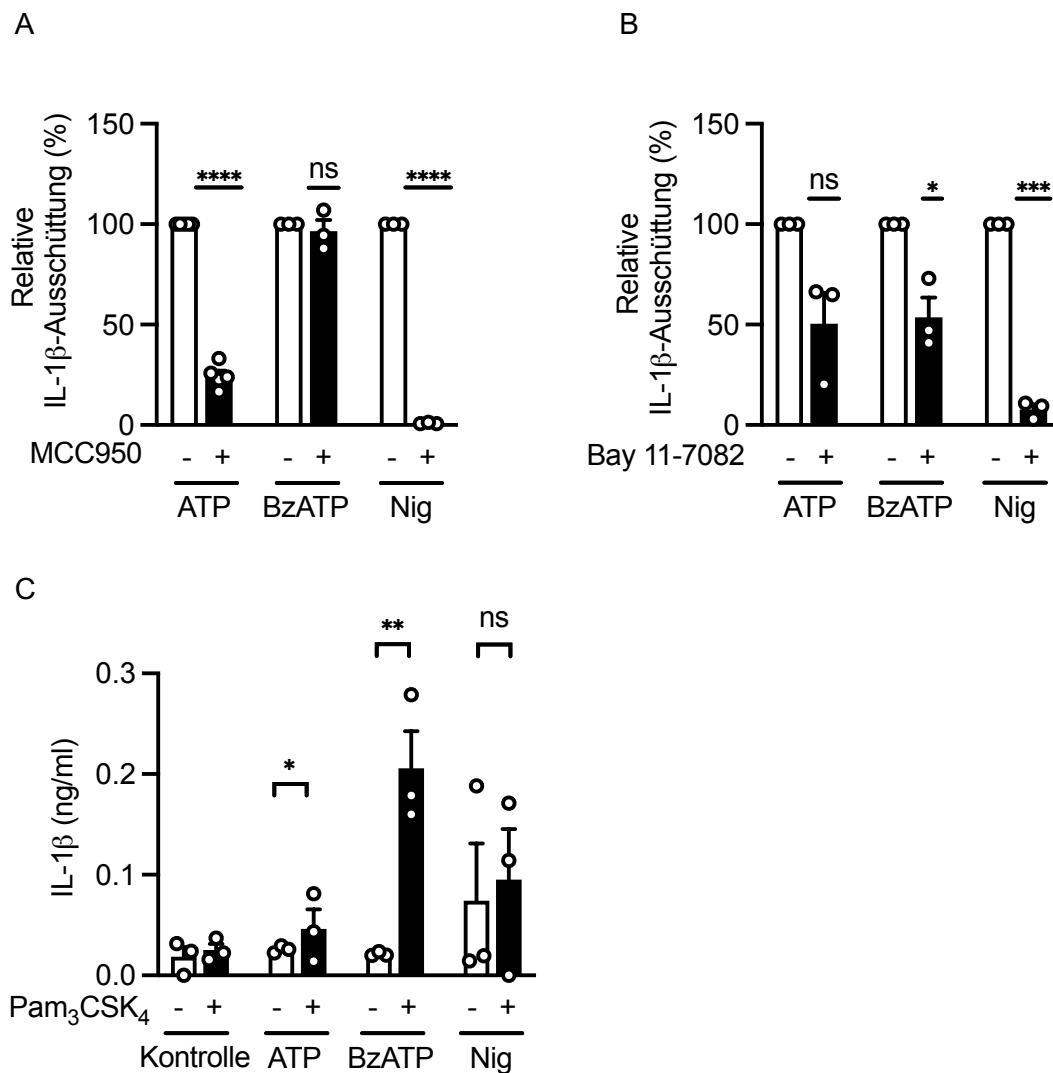 A
Relative
IL-1β-Ausschüttung (%)
150
100
50
0
****
ns
****
MCC950 - + - + - +
ATP BzATP Nig
B
Relative
IL-1β-Ausschüttung (%)
150
100
50
0
ns
*
***
Bay 11-7082 - + - + - +
ATP BzATP Nig
C
IL-1β (ng/ml)
0.3
0.2
0.1
0.0
*
**
ns
Pam₃CSK₄ - + - + - + - +
Kontrolle ATP BzATP Nig